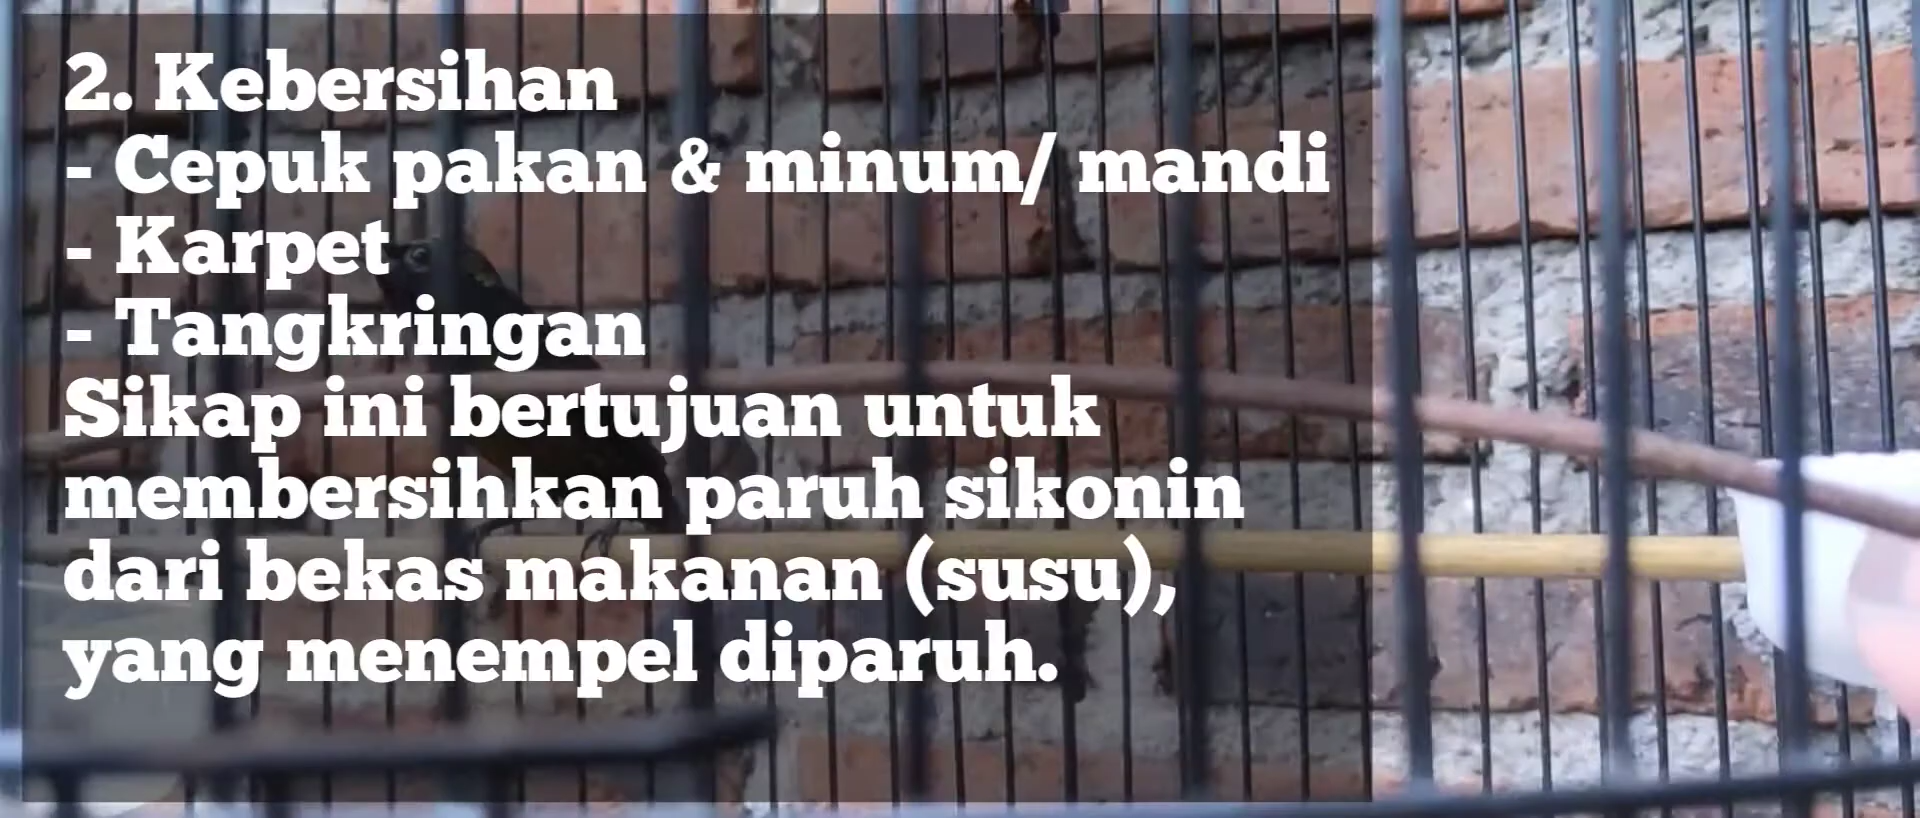 2. Kebersihan
- Cepuk pakan & minum/ mandi
- Karpet
- Tangkringan
Sikap ini bertujuan untuk
membersihkan paruh sikonin
dari bekas makanan (susu),
yang menempel diparuh.